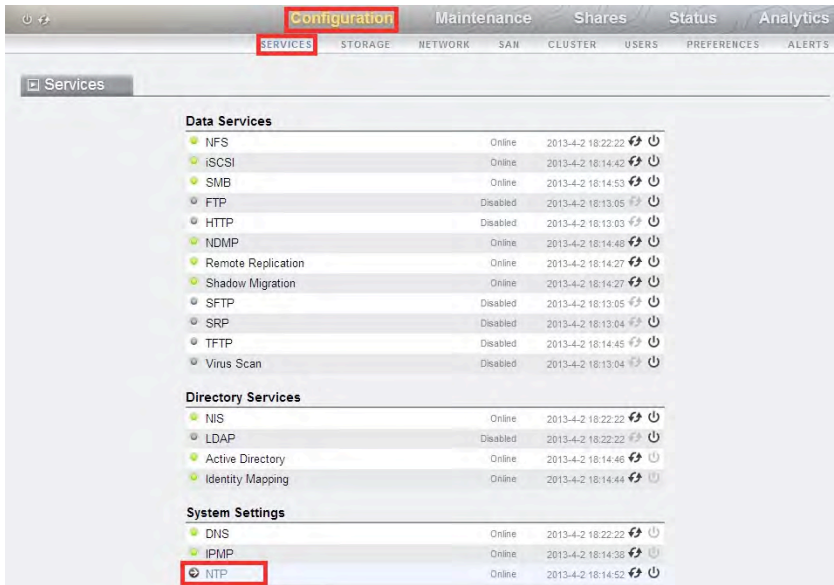 Configuration Maintenance Shares Status Analytics
SERVICES STORAGE NETWORK SAN CLUSTER USERS PREFERENCES ALERTS
Services
Data Services
NFS Online 2013-4-2 18:22:22
iSCSI Online 2013-4-2 18:14:42
SMB Online 2013-4-2 18:14:53
FTP Disabled 2013-4-2 18:13:05
HTTP Disabled 2013-4-2 18:13:03
NDMP Online 2013-4-2 18:14:48
Remote Replication Online 2013-4-2 18:14:27
Shadow Migration Online 2013-4-2 18:14:27
SFTP Disabled 2013-4-2 18:13:05
SRP Disabled 2013-4-2 18:13:04
TFTP Disabled 2013-4-2 18:14:45
Virus Scan Disabled 2013-4-2 18:13:04
Directory Services
NIS Online 2013-4-2 18:22:22
LDAP Disabled 2013-4-2 18:22:22
Active Directory Online 2013-4-2 18:14:46
Identity Mapping Online 2013-4-2 18:14:44
System Settings
DNS Online 2013-4-2 18:22:22
IPMP Online 2013-4-2 18:14:38
NTP Online 2013-4-2 18:14:52